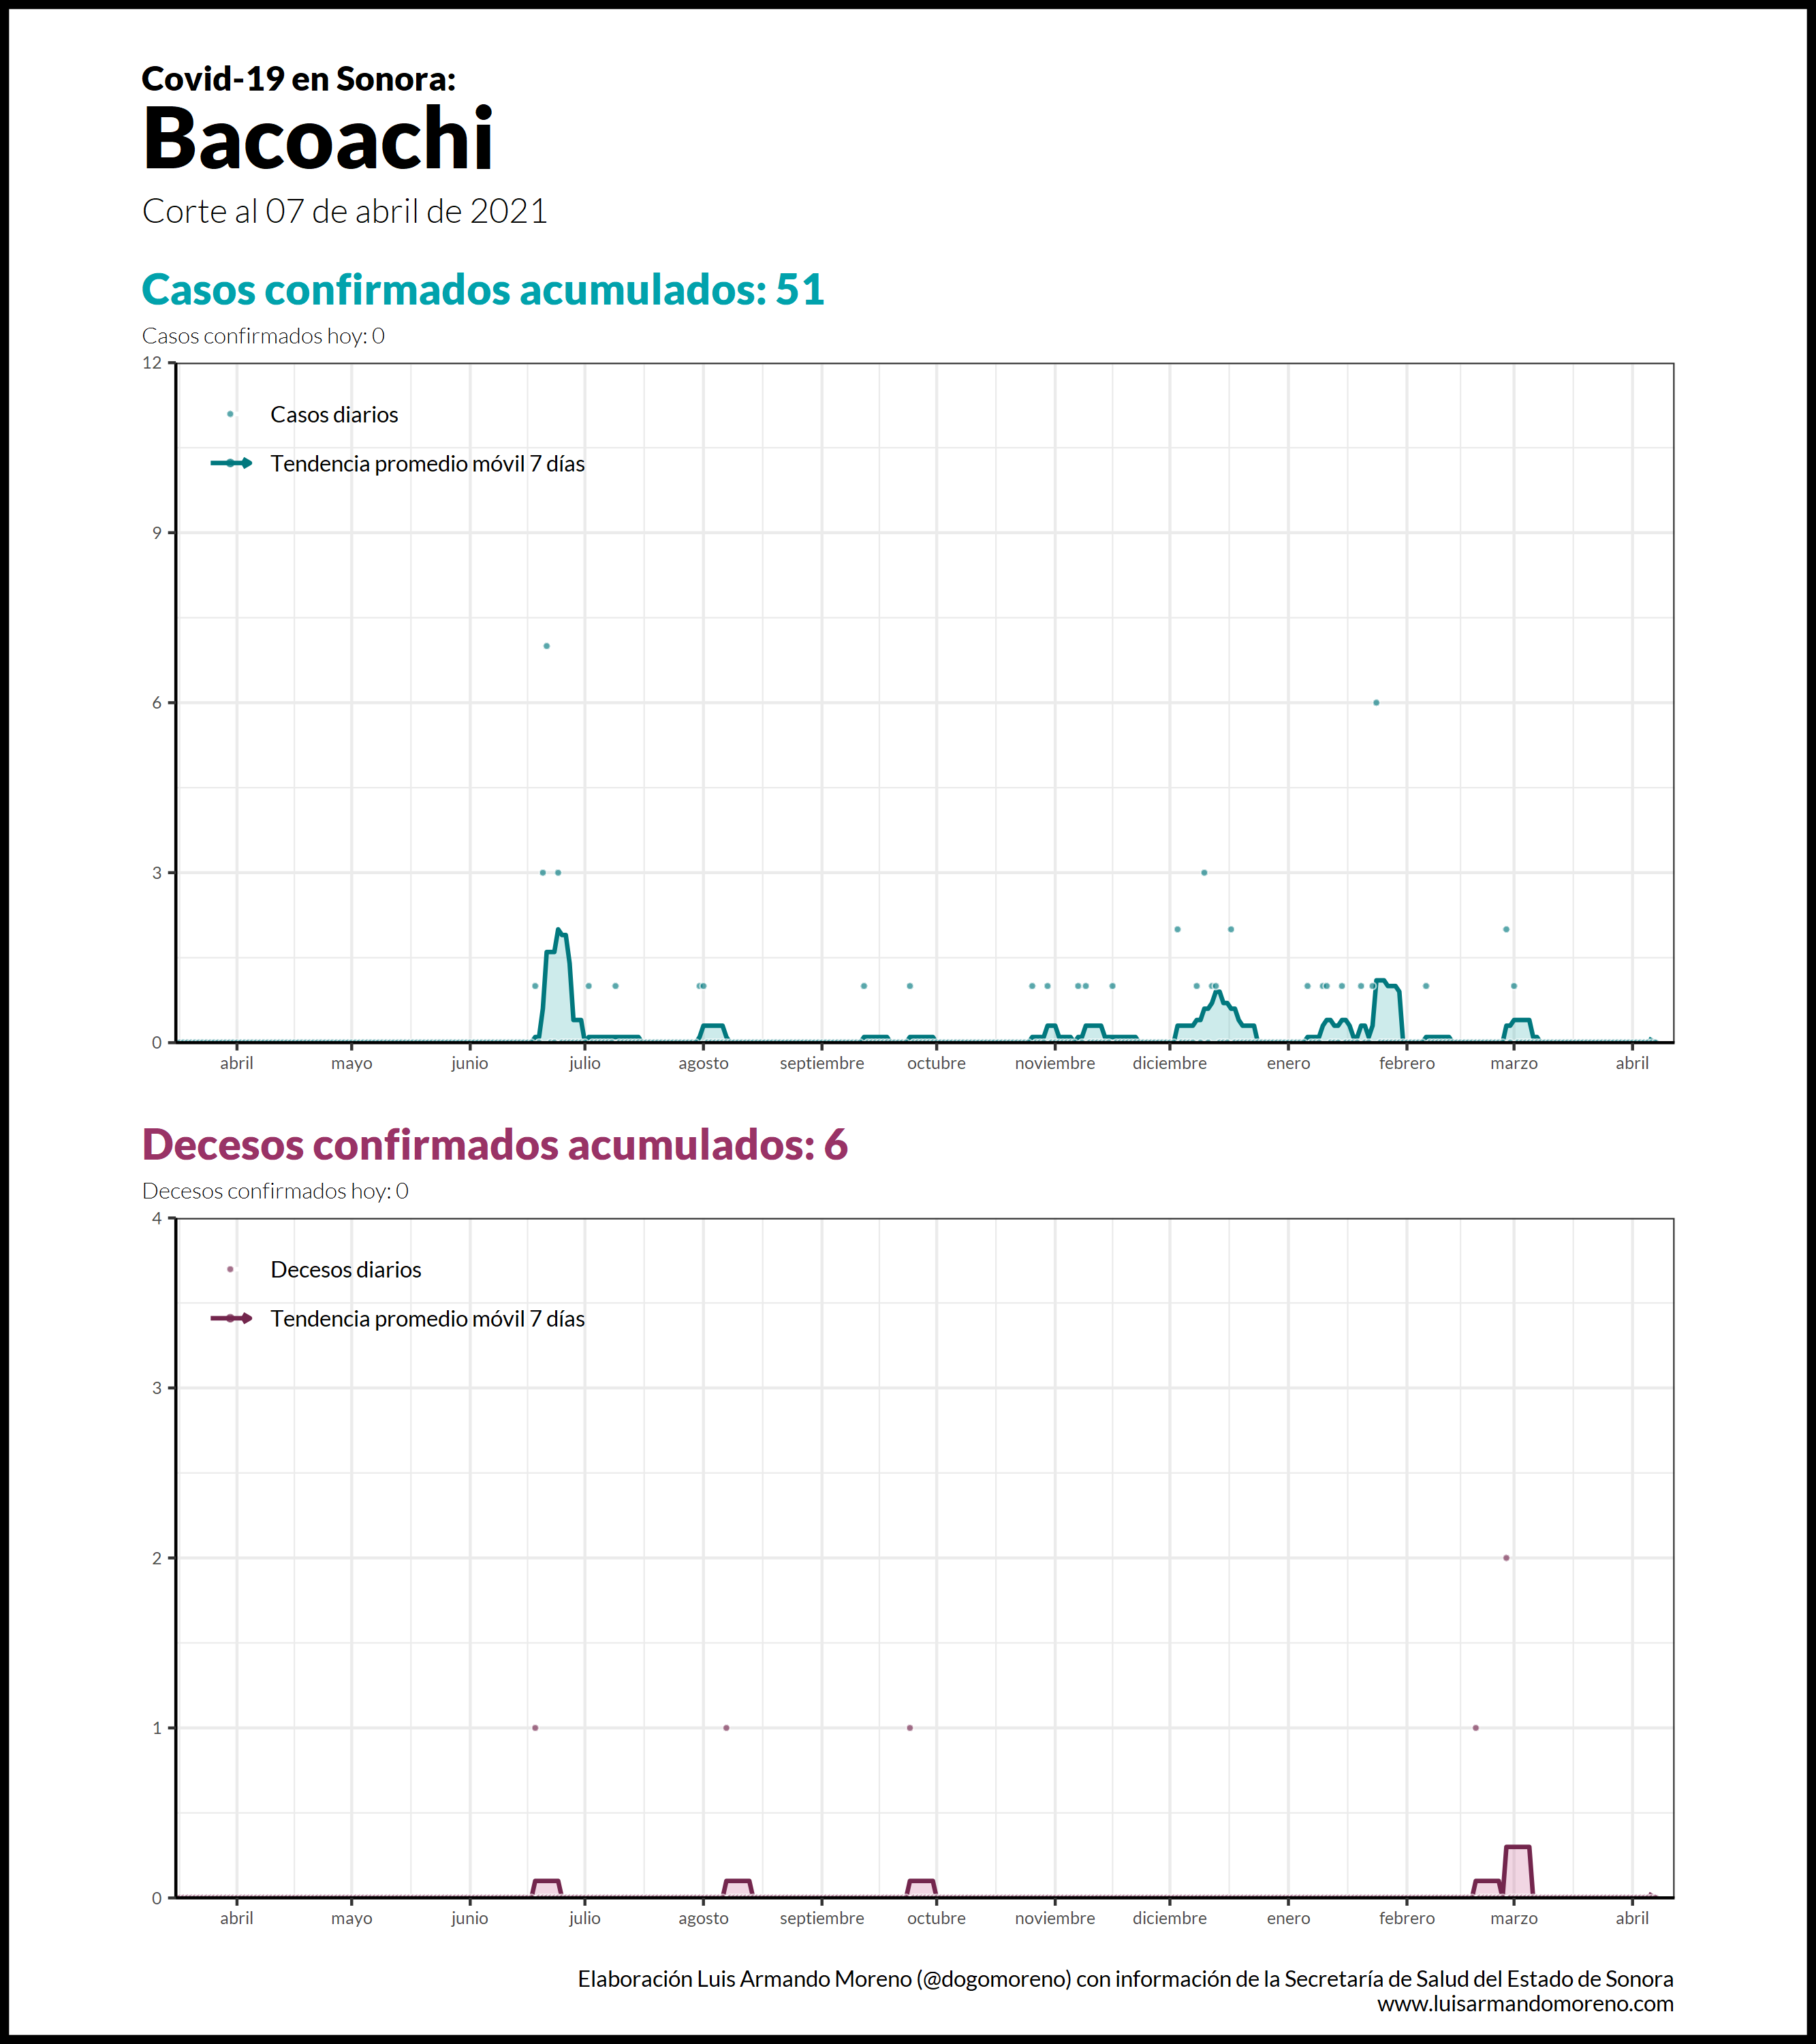 Covid-19 en Sonora:
Bacoachi
Corte al 07 de abril de 2021
Casos confirmados acumulados: 51
Casos confirmados hoy: 0
12
Casos diarios
Tendencia promedio móvil 7 días
9
6
3
0
abril mayo junio julio agosto septiembre octubre noviembre diciembre enero febrero marzo abril
Decesos confirmados acumulados: 6
Decesos confirmados hoy: 0
4
Decesos diarios
Tendencia promedio móvil 7 días
3
2
1
0
abril mayo junio julio agosto septiembre octubre noviembre diciembre enero febrero marzo abril
Elaboración Luis Armando Moreno (@dogomoreno) con información de la Secretaría de Salud del Estado de Sonora
www.luisarmandomoreno.com